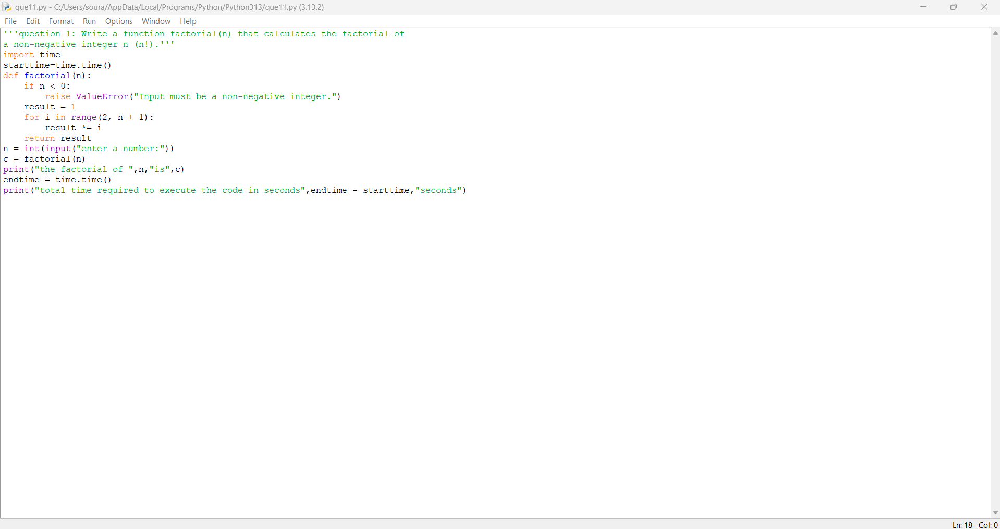 que11.py - C:/Users/soura/AppData/Local/Programs/Python/Python313/que11.py (3.13.2)
File Edit Format Run Options Window Help
'''question 1:-Write a function factorial(n) that calculates the factorial of
a non-negative integer n (n!).'''
import time
starttime=time.time()
def factorial(n):
    if n < 0:
        raise ValueError("Input must be a non-negative integer.")
    result = 1
    for i in range(2, n + 1):
        result *= i
    return result
n = int(input("enter a number:"))
c = factorial(n)
print("the factorial of ",n,"is",c)
endtime = time.time()
print("total time required to execute the code in seconds",endtime - starttime,"seconds")
Ln: 18 Col: 0